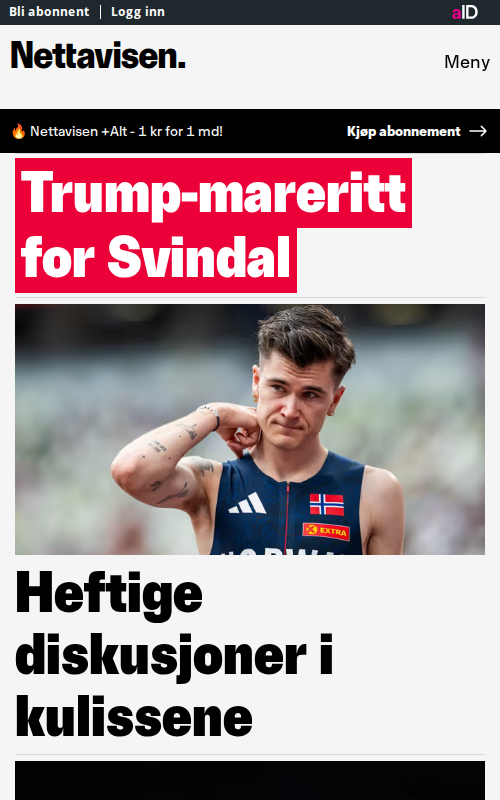 Bli abonnent | Logg inn
aID
Nettavisen.
Meny
Nettavisen +Alt - 1 kr for 1 md!
Kjøp abonnement
Trump-mareritt
for Svindal
EXTRA
NORWAY
Heftige
diskusjoner i
kulissene